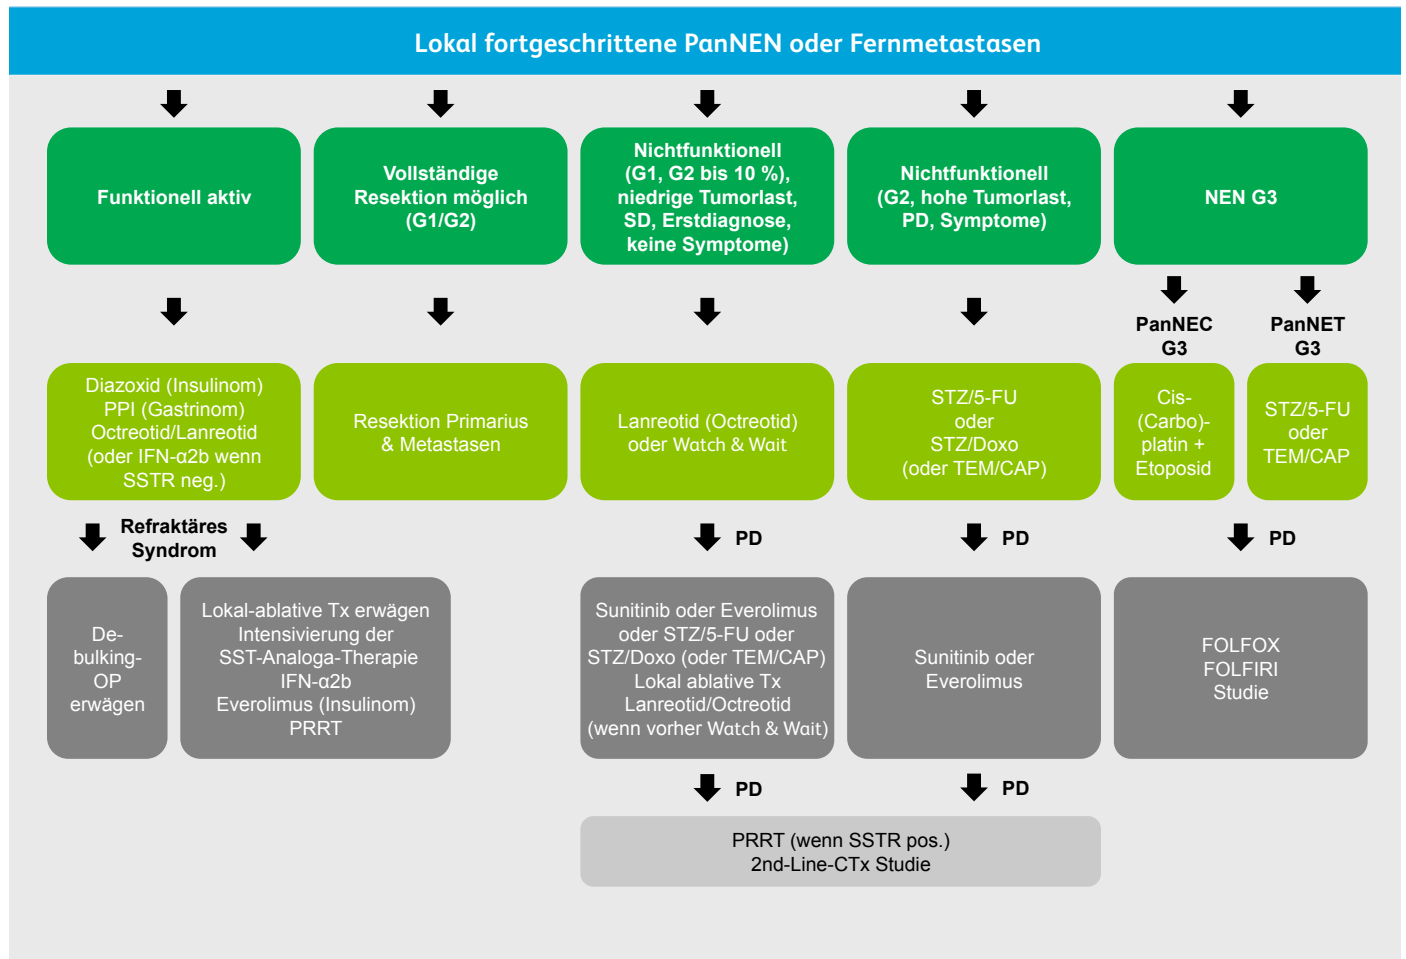 Lokal fortgeschrittene PanNEN oder Fernmetastasen
Funktionell aktiv
Vollständige
Resektion möglich
(G1/G2)
Nichtfunktionell
(G1, G2 bis 10 %),
niedrige Tumorlast,
SD, Erstdiagnose,
keine Symptome)
Nichtfunktionell
(G2, hohe Tumorlast,
PD, Symptome)
NEN G3
PanNEC
G3
PanNET
G3
Diazoxid (Insulinom)
PPI (Gastrinom)
Octreotid/Lanreotid
(oder IFN-α2b wenn
SSTR neg.)
Resektion Primarius
& Metastasen
Lanreotid (Octreotid)
oder Watch & Wait
STZ/5-FU
oder
STZ/Doxo
(oder TEM/CAP)
Cis-
(Carbo)-
platin +
Etoposid
STZ/5-FU
oder
TEM/CAP
Refraktäres
Syndrom
PD
PD
PD
De-
bulking-
OP
erwägen
Lokal-ablative Tx erwägen
Intensivierung der
SST-Analoga-Therapie
IFN-α2b
Everolimus (Insulinom)
PRRT
Sunitinib oder Everolimus
oder STZ/5-FU oder
STZ/Doxo (oder TEM/CAP)
Lokal ablative Tx
Lanreotid/Octreotid
(wenn vorher Watch & Wait)
Sunitinib oder
Everolimus
FOLFOX
FOLFIRI
Studie
PD
PD
PRRT (wenn SSTR pos.)
2nd-Line-CTx Studie